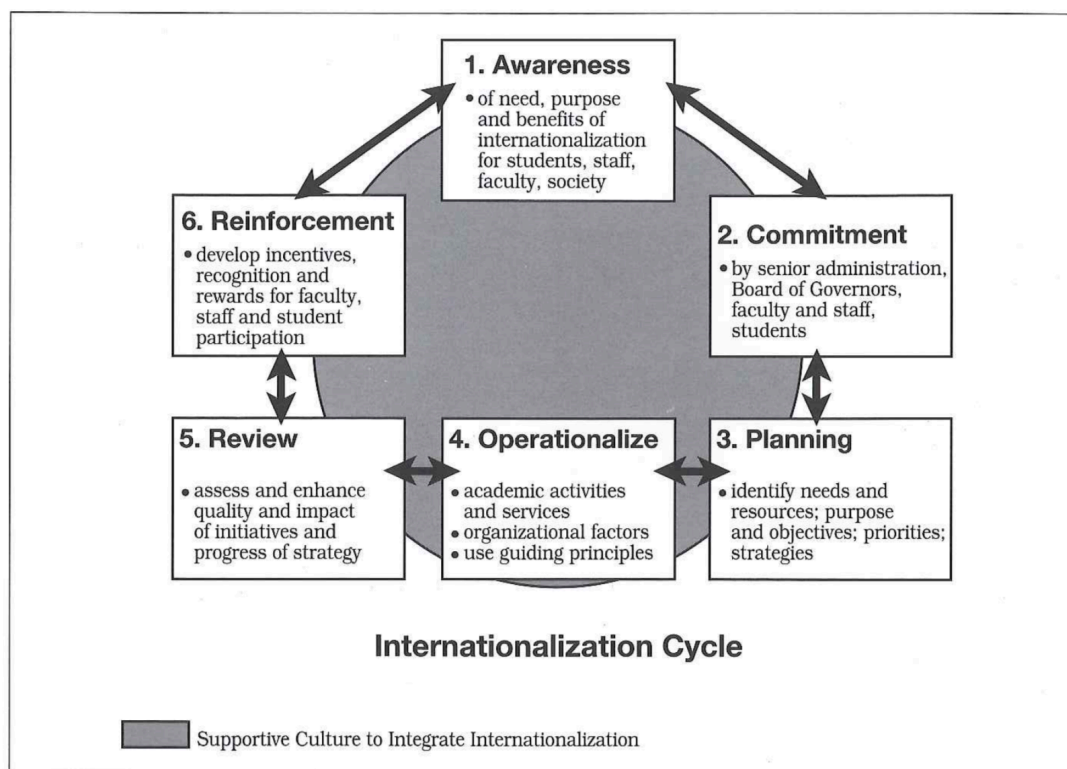 1. Awareness
• of need, purpose
and benefits of
internationalization
for students, staff,
faculty, society
2. Commitment
• by senior administration,
Board of Governors,
faculty and staff,
students
3. Planning
• identify needs and
resources; purpose
and objectives; priorities;
strategies
4. Operationalize
• academic activities
and services
• organizational factors
• use guiding principles
5. Review
• assess and enhance
quality and impact
of initiatives and
progress of strategy
6. Reinforcement
• develop incentives,
recognition and
rewards for faculty,
staff and student
participation
Internationalization Cycle
Supportive Culture to Integrate Internationalization